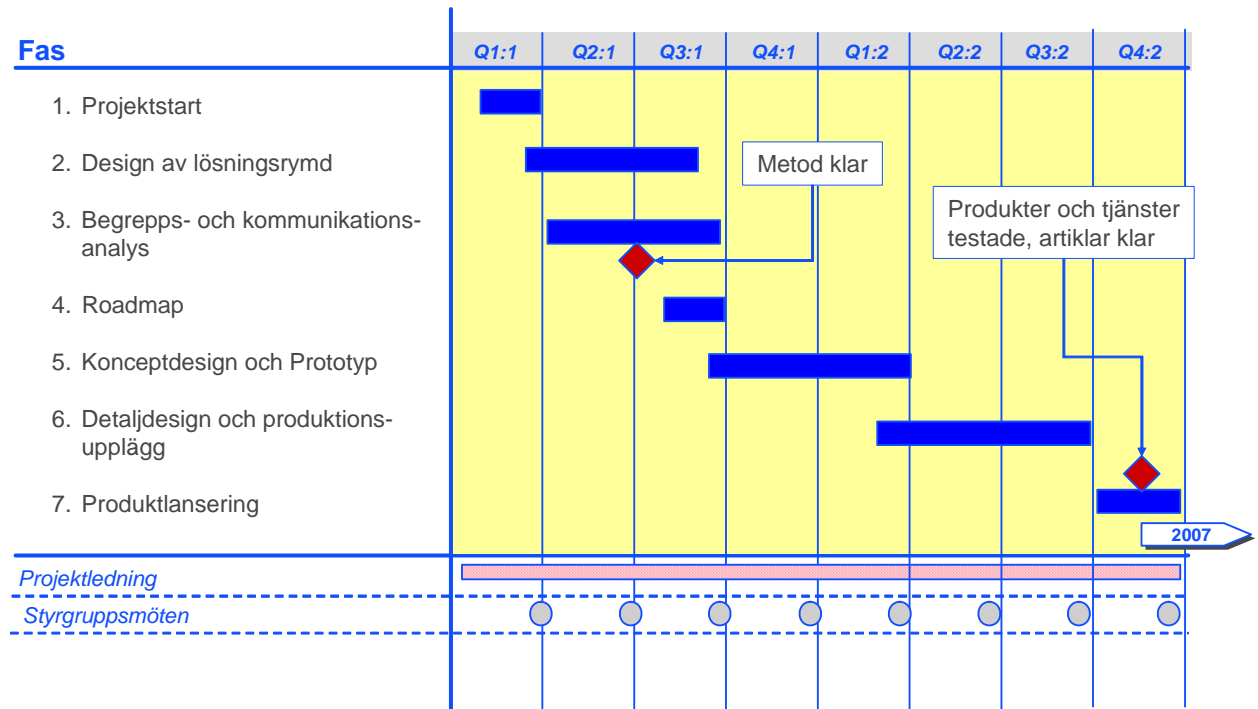 Fas
Q1:1 Q2:1 Q3:1 Q4:1 Q1:2 Q2:2 Q3:2 Q4:2
1. Projektstart
2. Design av lösningsrymd
Metod klar
3. Begrepps- och kommunikations-
analys
Produkter och tjänster
testade, artiklar klar
4. Roadmap
5. Konceptdesign och Prototyp
6. Detaljdesign och produktions-
upplägg
7. Produktlansering
2007
Projektledning
Styrgruppsmöten